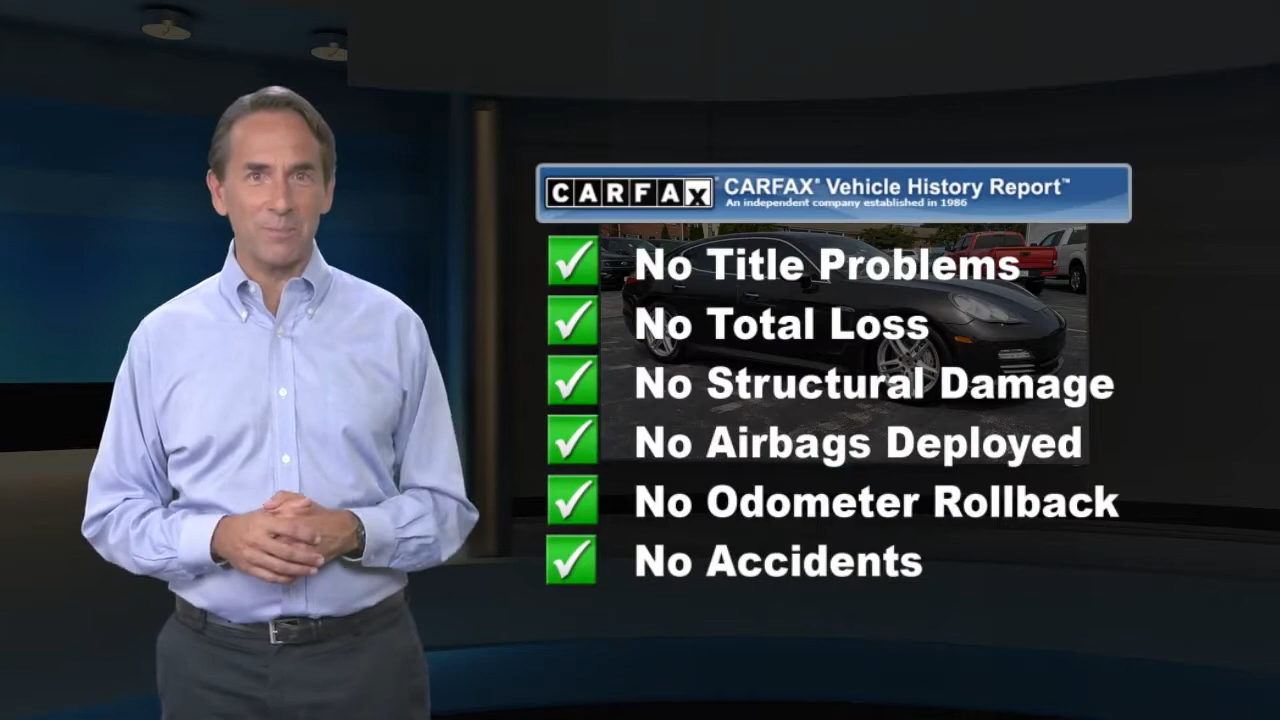 CARFAX® CARFAX® Vehicle History Report™
An independent company established in 1986
No Title Problems
No Total Loss
No Structural Damage
No Airbags Deployed
No Odometer Rollback
No Accidents